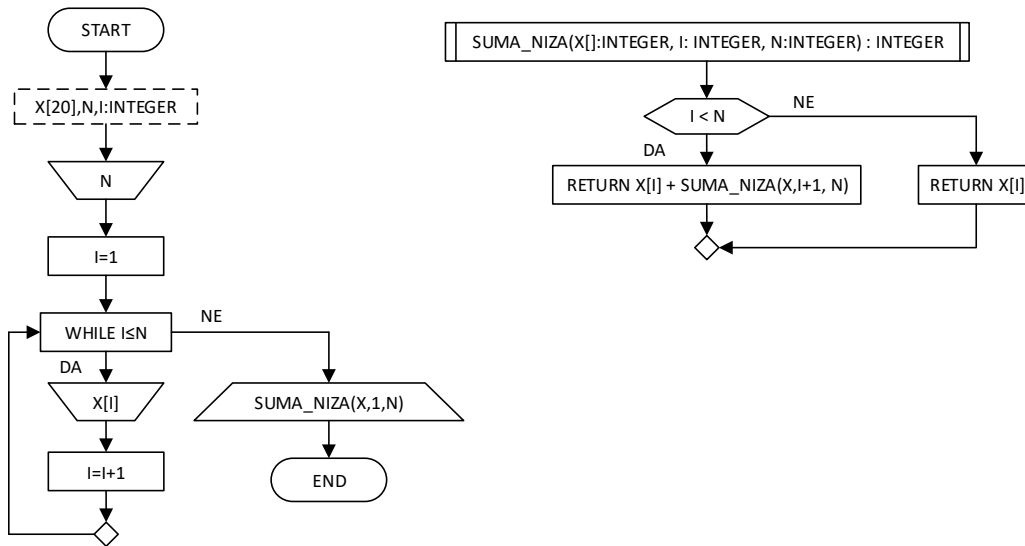 START
X[20],N,I:INTEGER
N
I=1
WHILE I≤N
NE
DA
X[I]
I=I+1
SUMA_NIZA(X,1,N)
END
SUMA_NIZA(X[]:INTEGER, I: INTEGER, N:INTEGER) : INTEGER
I < N
NE
DA
RETURN X[I] + SUMA_NIZA(X,I+1, N)
RETURN X[I]